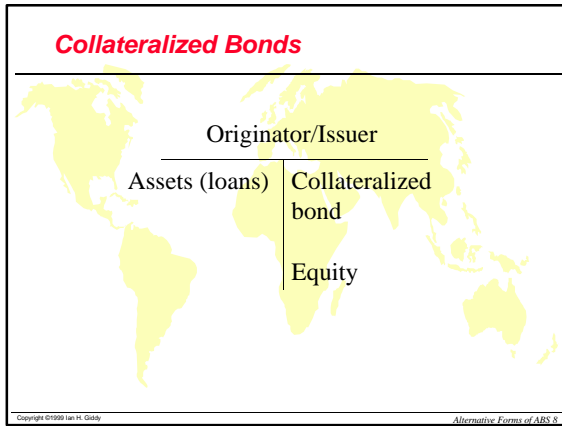 Collateralized Bonds
Originator/Issuer
Assets (loans)
Collateralized
bond
Equity
Copyright ©1999 Ian H. Giddy
Alternative Forms of ABS 8